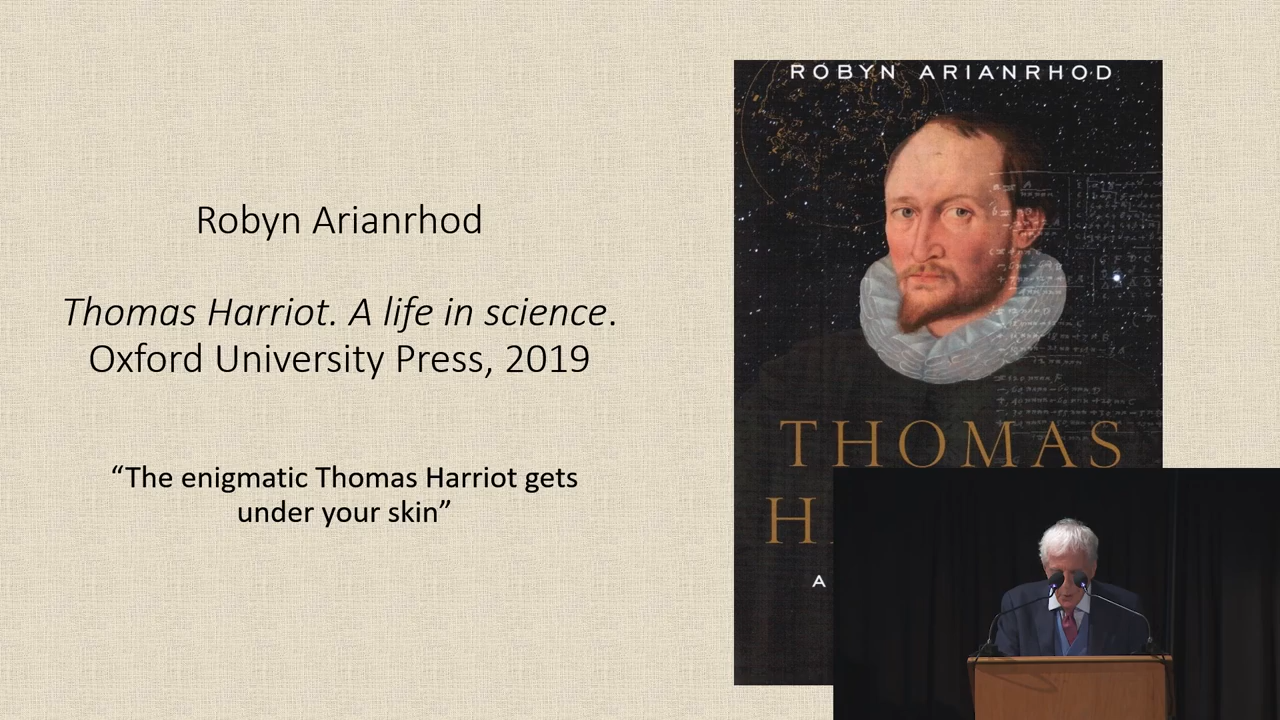 Robyn Arianrhod
Thomas Harriot. A life in science.
Oxford University Press, 2019
“The enigmatic Thomas Harriot gets
under your skin”
ROBYN ARIANRHOD
THOMAS
H
A